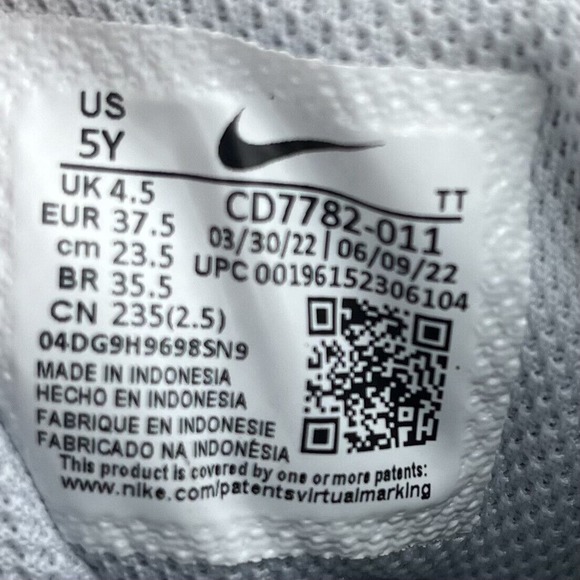 US
5Y
UK 4.5
EUR 37.5
cm 23.5
BR 35.5
CN 235(2.5)
TT
CD7782-011
03/30/22 | 06/09/22
UPC 00196152306104
04DG9H9698SN9
MADE IN INDONESIA
HECHO EN INDONESIA
FABRIQUE EN INDONESIE
FABRICADO NA INDONÉSIA
This product is covered by one or more patents:
www.nike.com/patentsvirtualmarking